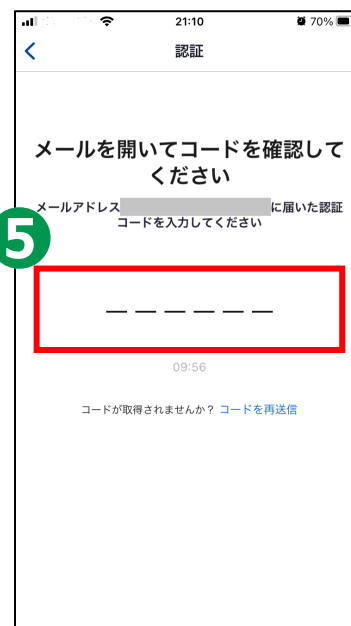 21:10
70%
認証
メールを開いてコードを確認して
ください
メールアドレス に届いた認証
コードを入力してください
5
09:56
コードが取得されませんか？ コードを再送信